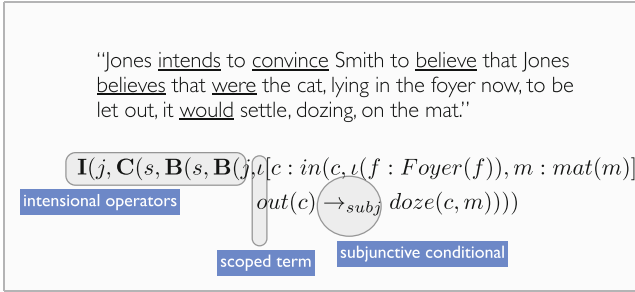 “Jones intends to convince Smith to believe that Jones
believes that were the cat, lying in the foyer now, to be
let out, it would settle, dozing, on the mat.”
I(j, C(s, B(s, B(j,ι[c : in(c, ι(f : Foyer(f)), m : mat(m)]
out(c) →subj doze(c, m))))
intensional operators
scoped term
subjunctive conditional